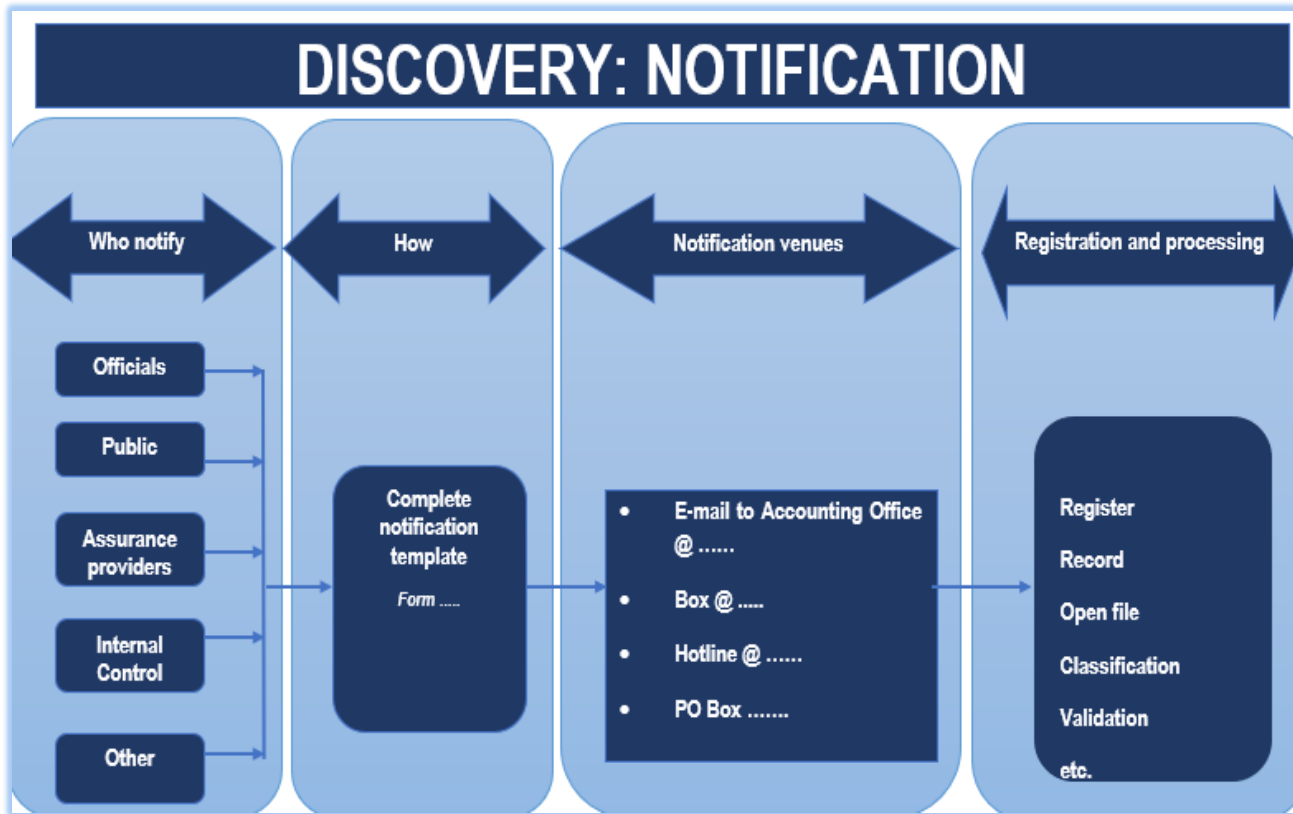 DISCOVERY: NOTIFICATION
Who notify
How
Notification venues
Registration and processing
Officials
Public
Assurance
providers
Internal
Control
Other
Complete
notification
template
Form .....
• E-mail to Accounting Office
@ ......
• Box @ .....
• Hotline @ ......
• PO Box .......
Register
Record
Open file
Classification
Validation
etc.